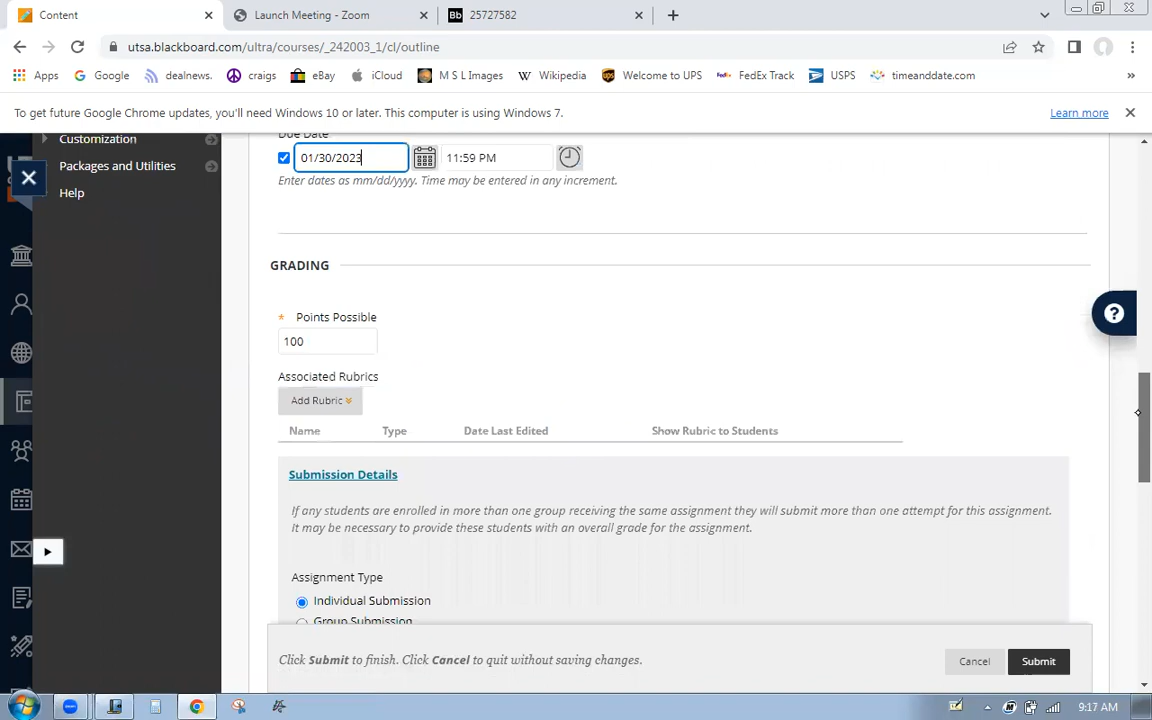 Content
Launch Meeting - Zoom
Bb 25727582
utsa.blackboard.com/ultra/courses/_242003_1/cl/outline
Apps Google dealnews. craigs eBay iCloud M S L Images W Wikipedia Welcome to UPS FedEx Track USPS timeanddate.com »
To get future Google Chrome updates, you'll need Windows 10 or later. This computer is using Windows 7. Learn more
Customization
Packages and Utilities
Help
Due Date
01/30/2023 11:59 PM
Enter dates as mm/dd/yyyy. Time may be entered in any increment.
GRADING
* Points Possible
100
Associated Rubrics
Add Rubric
Name Type Date Last Edited Show Rubric to Students
Submission Details
If any students are enrolled in more than one group receiving the same assignment they will submit more than one attempt for this assignment.
It may be necessary to provide these students with an overall grade for the assignment.
Assignment Type
Individual Submission
Group Submission
Click Submit to finish. Click Cancel to quit without saving changes.
Cancel Submit
9:17 AM